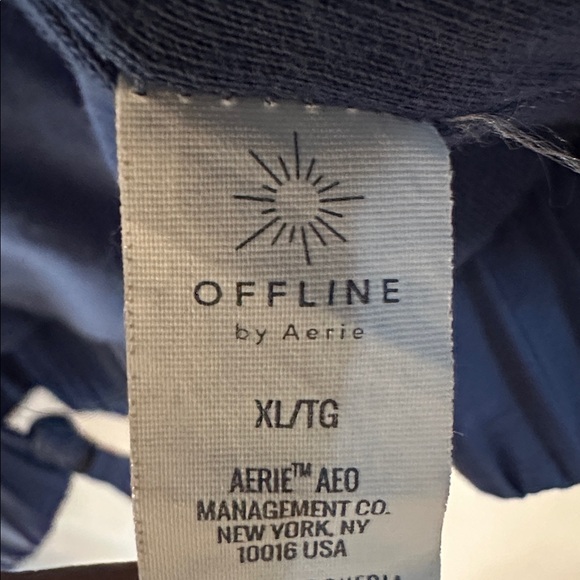 OFFLINE
by Aerie
XL/TG
AERIE™ AEO
MANAGEMENT CO.
NEW YORK, NY
10016 USA